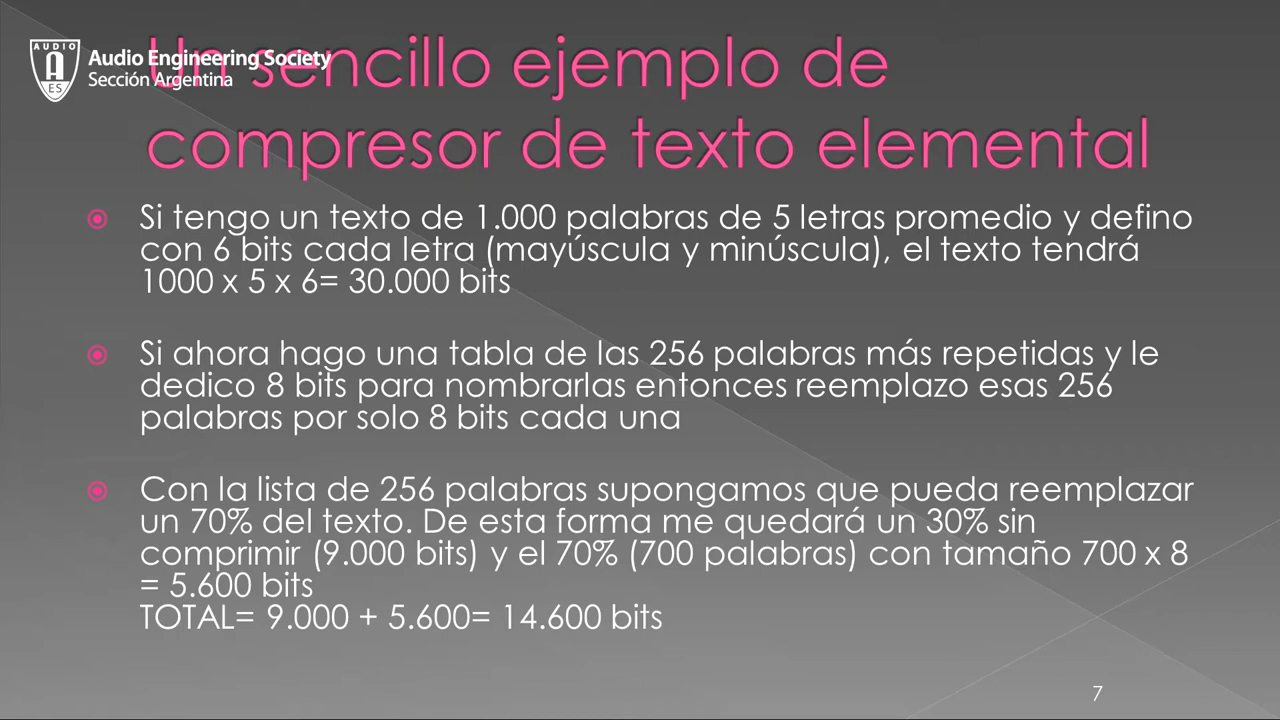 AUDIO
A
ES
Audio Engineering Society
Sección Argentina
Un sencillo ejemplo de
compresor de texto elemental
Si tengo un texto de 1.000 palabras de 5 letras promedio y defino
con 6 bits cada letra (mayúscula y minúscula), el texto tendrá
1000 x 5 x 6= 30.000 bits
Si ahora hago una tabla de las 256 palabras más repetidas y le
dedico 8 bits para nombrarlas entonces reemplazo esas 256
palabras por solo 8 bits cada una
Con la lista de 256 palabras supongamos que pueda reemplazar
un 70% del texto. De esta forma me quedará un 30% sin
comprimir (9.000 bits) y el 70% (700 palabras) con tamaño 700 x 8
= 5.600 bits
TOTAL= 9.000 + 5.600= 14.600 bits
7